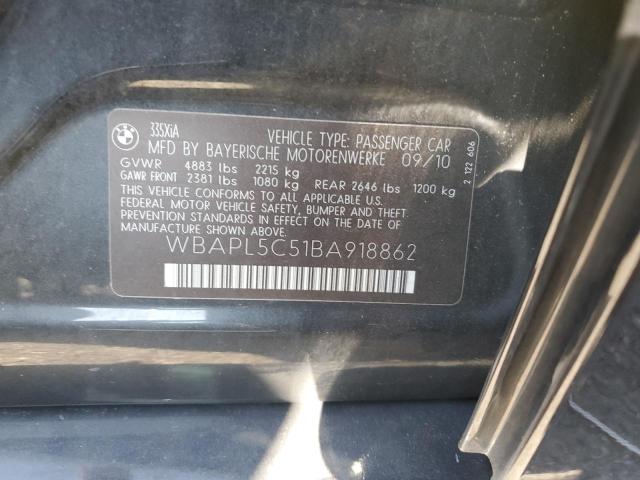 BMW
335XiA VEHICLE TYPE: PASSENGER CAR
MFD BY BAYERISCHE MOTORENWERKE 09/10
GVWR 4883 lbs 2215 kg
GAWR FRONT 2381 lbs 1080 kg REAR 2646 lbs 1200 kg
THIS VEHICLE CONFORMS TO ALL APPLICABLE U.S.
FEDERAL MOTOR VEHICLE SAFETY, BUMPER AND THEFT
PREVENTION STANDARDS IN EFFECT ON THE DATE OF
MANUFACTURE SHOWN ABOVE.
WBAPL5C51BA918862
2 122 606